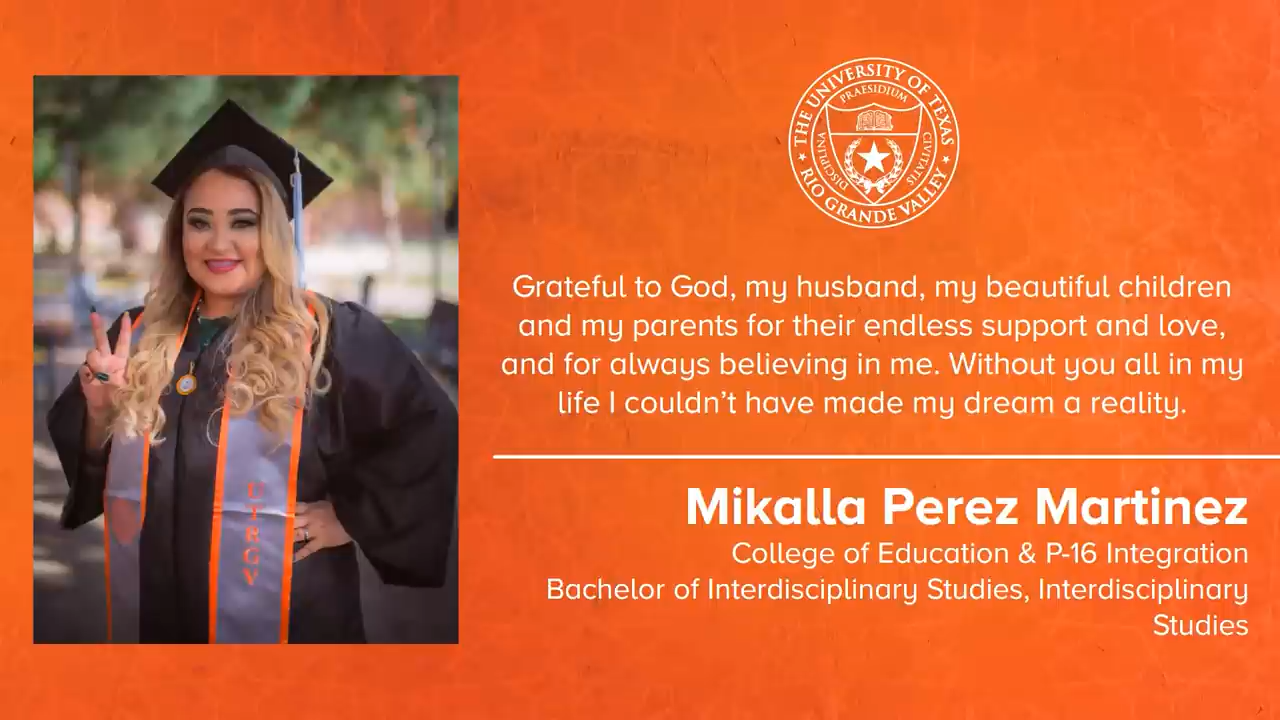 THE UNIVERSITY OF TEXAS
RIO GRANDE VALLEY
PRAESIDIUM
DISCIPLINA
CIVITATIS
Grateful to God, my husband, my beautiful children
and my parents for their endless support and love,
and for always believing in me. Without you all in my
life I couldn’t have made my dream a reality.
UTRGV
Mikalla Perez Martinez
College of Education & P-16 Integration
Bachelor of Interdisciplinary Studies, Interdisciplinary
Studies